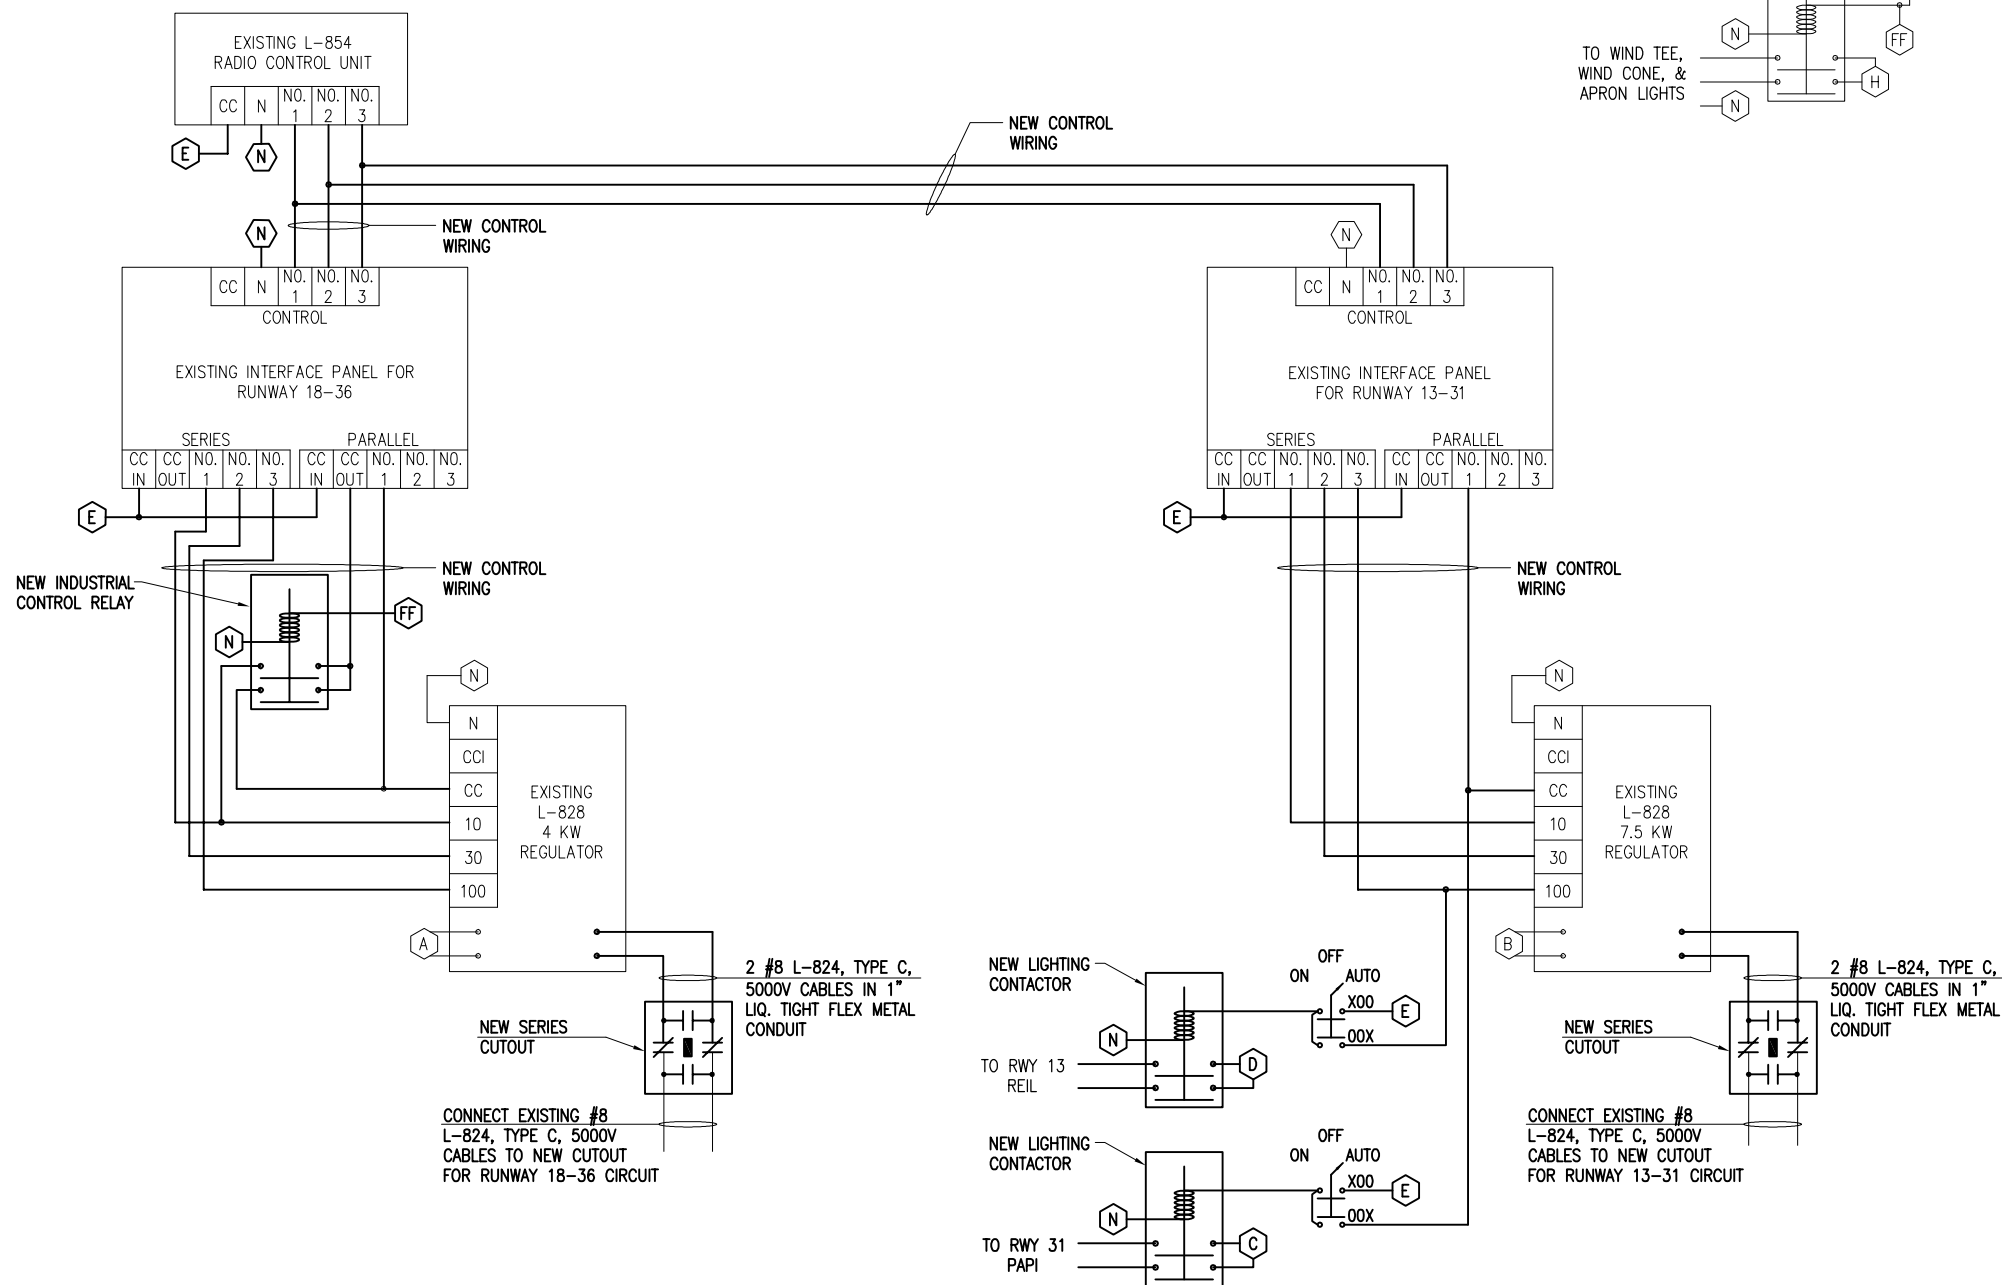 EXISTING L-854
RADIO CONTROL UNIT
CC N NO. 1 NO. 2 NO. 3
E
N
N
FF
TO WIND TEE,
WIND CONE, &
APRON LIGHTS
H
N
NEW CONTROL
WIRING
N
NEW CONTROL
WIRING
N
CC N NO. 1 NO. 2 NO. 3
CONTROL
EXISTING INTERFACE PANEL FOR
RUNWAY 18-36
SERIES
PARALLEL
CC IN CC OUT NO. 1 NO. 2 NO. 3 CC IN CC OUT NO. 1 NO. 2 NO. 3
E
CC N NO. 1 NO. 2 NO. 3
CONTROL
EXISTING INTERFACE PANEL
FOR RUNWAY 13-31
SERIES
PARALLEL
CC IN CC OUT NO. 1 NO. 2 NO. 3 CC IN CC OUT NO. 1 NO. 2 NO. 3
E
NEW INDUSTRIAL
CONTROL RELAY
NEW CONTROL
WIRING
FF
N
NEW CONTROL
WIRING
N
N
CCI
CC
10
30
100
EXISTING
L-828
4 KW
REGULATOR
A
N
N
CCI
CC
10
30
100
EXISTING
L-828
7.5 KW
REGULATOR
B
2 #8 L-824, TYPE C,
5000V CABLES IN 1"
LIQ. TIGHT FLEX METAL
CONDUIT
NEW SERIES
CUTOUT
CONNECT EXISTING #8
L-824, TYPE C, 5000V
CABLES TO NEW CUTOUT
FOR RUNWAY 18-36 CIRCUIT
NEW LIGHTING
CONTACTOR
OFF
ON AUTO
X00
E
00X
N
D
TO RWY 13
REIL
NEW LIGHTING
CONTACTOR
OFF
ON AUTO
X00
E
00X
N
C
TO RWY 31
PAPI
2 #8 L-824, TYPE C,
5000V CABLES IN 1"
LIQ. TIGHT FLEX METAL
CONDUIT
NEW SERIES
CUTOUT
CONNECT EXISTING #8
L-824, TYPE C, 5000V
CABLES TO NEW CUTOUT
FOR RUNWAY 13-31 CIRCUIT